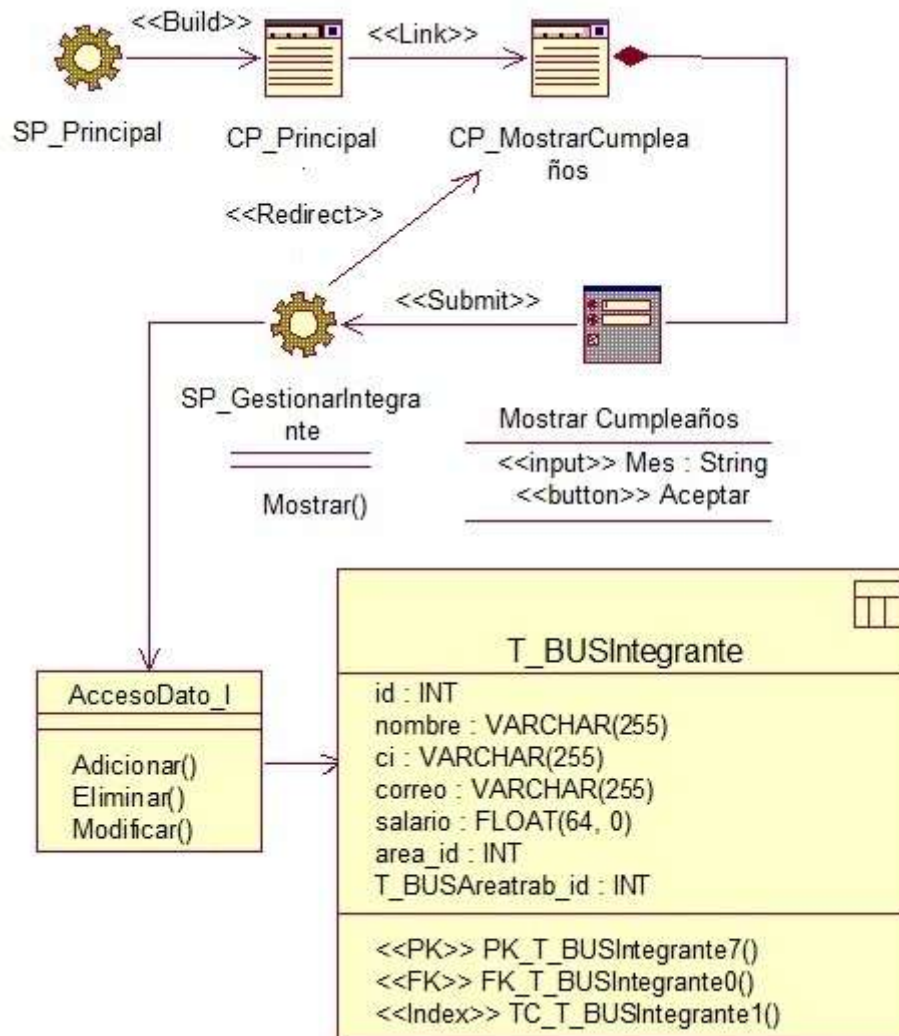 <<Build>>
<<Link>>
SP_Principal
CP_Principal
CP_MostrarCumplea
ños
<<Redirect>>
<<Submit>>
SP_GestionarIntegra
nte
Mostrar()
Mostrar Cumpleaños
<<input>> Mes : String
<<button>> Aceptar
AccesoDato_I
Adicionar()
Eliminar()
Modificar()
T_BUSIntegrante
id : INT
nombre : VARCHAR(255)
ci : VARCHAR(255)
correo : VARCHAR(255)
salario : FLOAT(64, 0)
area_id : INT
T_BUSAreatrab_id : INT
<<PK>> PK_T_BUSIntegrante7()
<<FK>> FK_T_BUSIntegrante0()
<<Index>> TC_T_BUSIntegrante1()